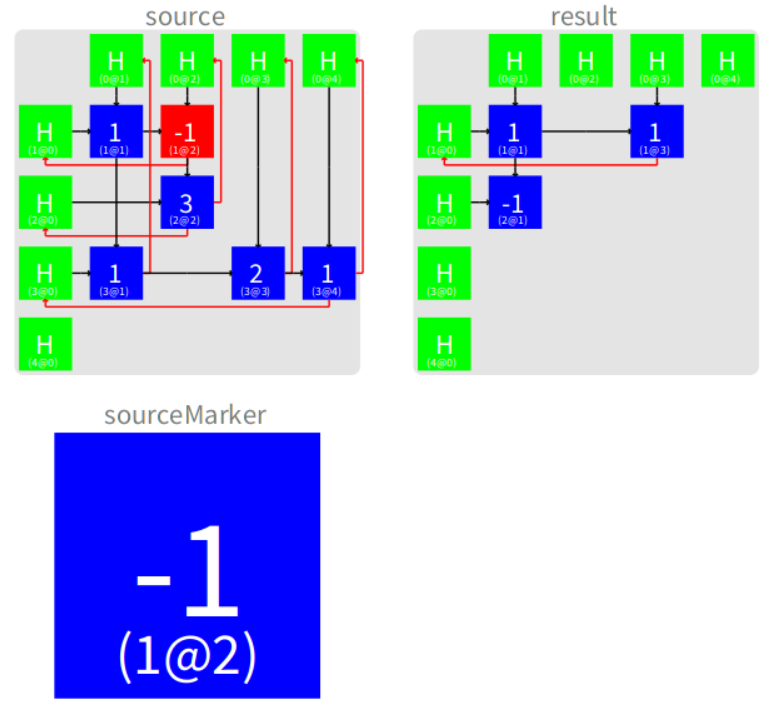 source
H
(0@1)
H
(0@2)
H
(0@3)
H
(0@4)
H
(1@0)
1
(1@1)
-1
(1@2)
H
(2@0)
3
(2@2)
H
(3@0)
1
(3@1)
2
(3@3)
1
(3@4)
H
(4@0)
result
H
(0@1)
H
(0@2)
H
(0@3)
H
(0@4)
H
(1@0)
1
(1@1)
1
(1@3)
H
(2@0)
-1
(2@1)
H
(3@0)
H
(4@0)
sourceMarker
-1
(1@2)